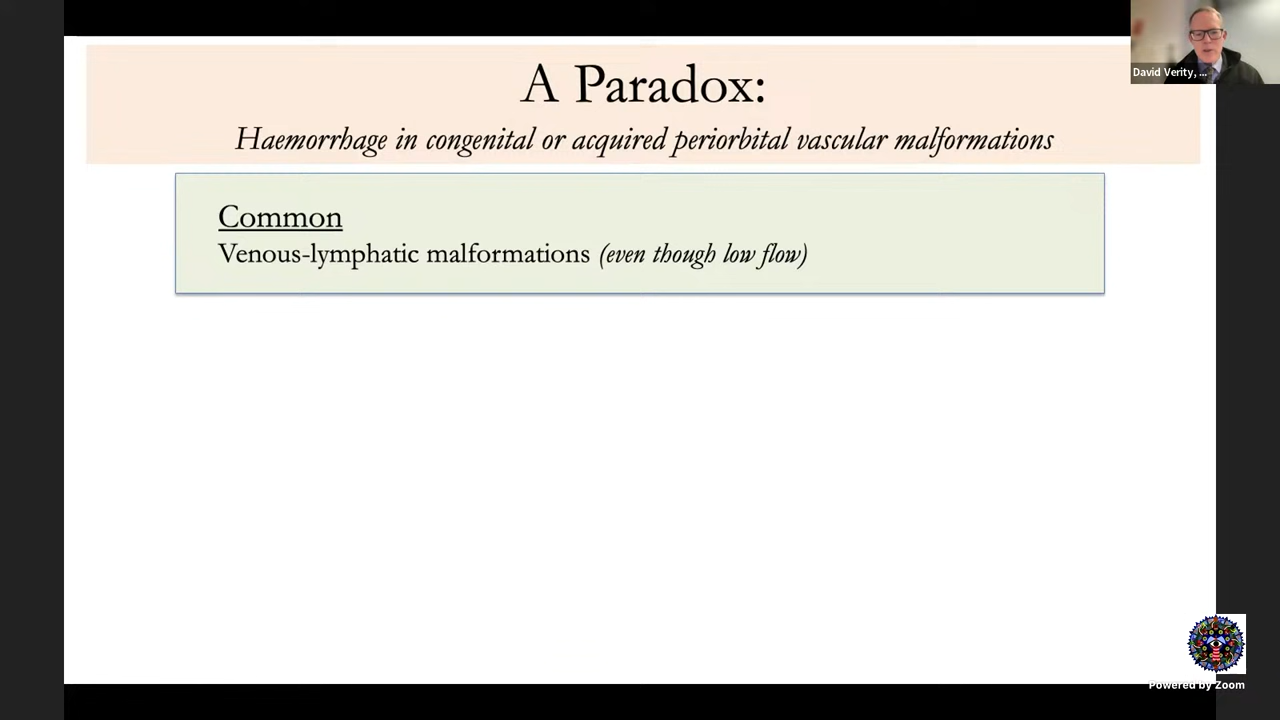 A Paradox:
Haemorrhage in congenital or acquired periorbital vascular malformations
David Verity, ...
Common
Venous-lymphatic malformations (even though low flow)
Powered by Zoom